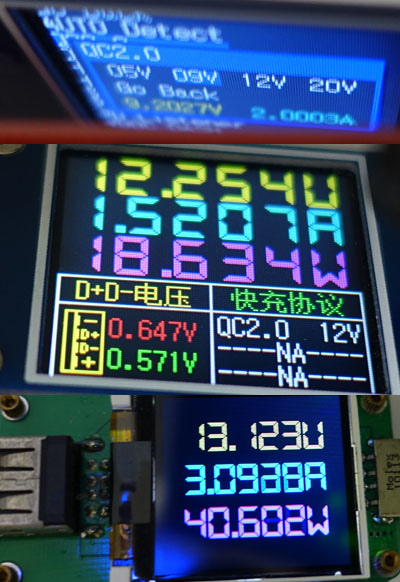 AUTO Detect
QC2.0
05V 09V 12V 20V
Go Back
9.2027V 2.0003A
12.254V
1.5207A
18.634W
D+D-电压 快充协议
D+ 0.647V QC2.0 12V
D- 0.571V ----NA----
----NA----
13.123V
3.0938A
40.602W